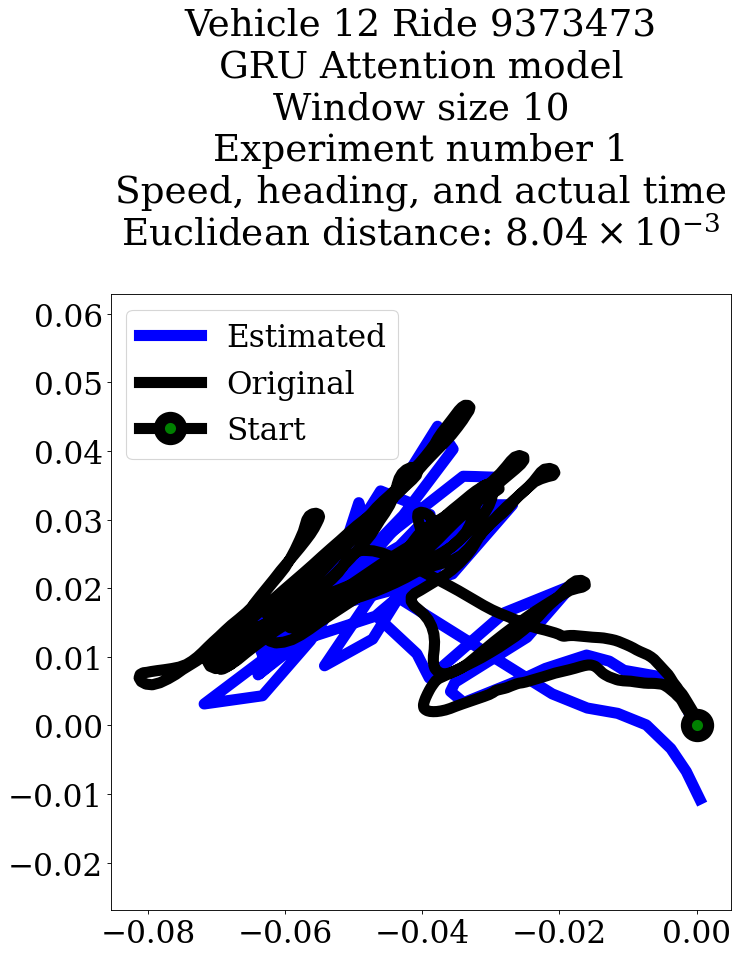 Vehicle 12 Ride 9373473
GRU Attention model
Window size 10
Experiment number 1
Speed, heading, and actual time
Euclidean distance: 8.04 × 10⁻³
0.06
0.05
0.04
0.03
0.02
0.01
0.00
−0.01
−0.02
Estimated
Original
Start
−0.08 −0.06 −0.04 −0.02 0.00